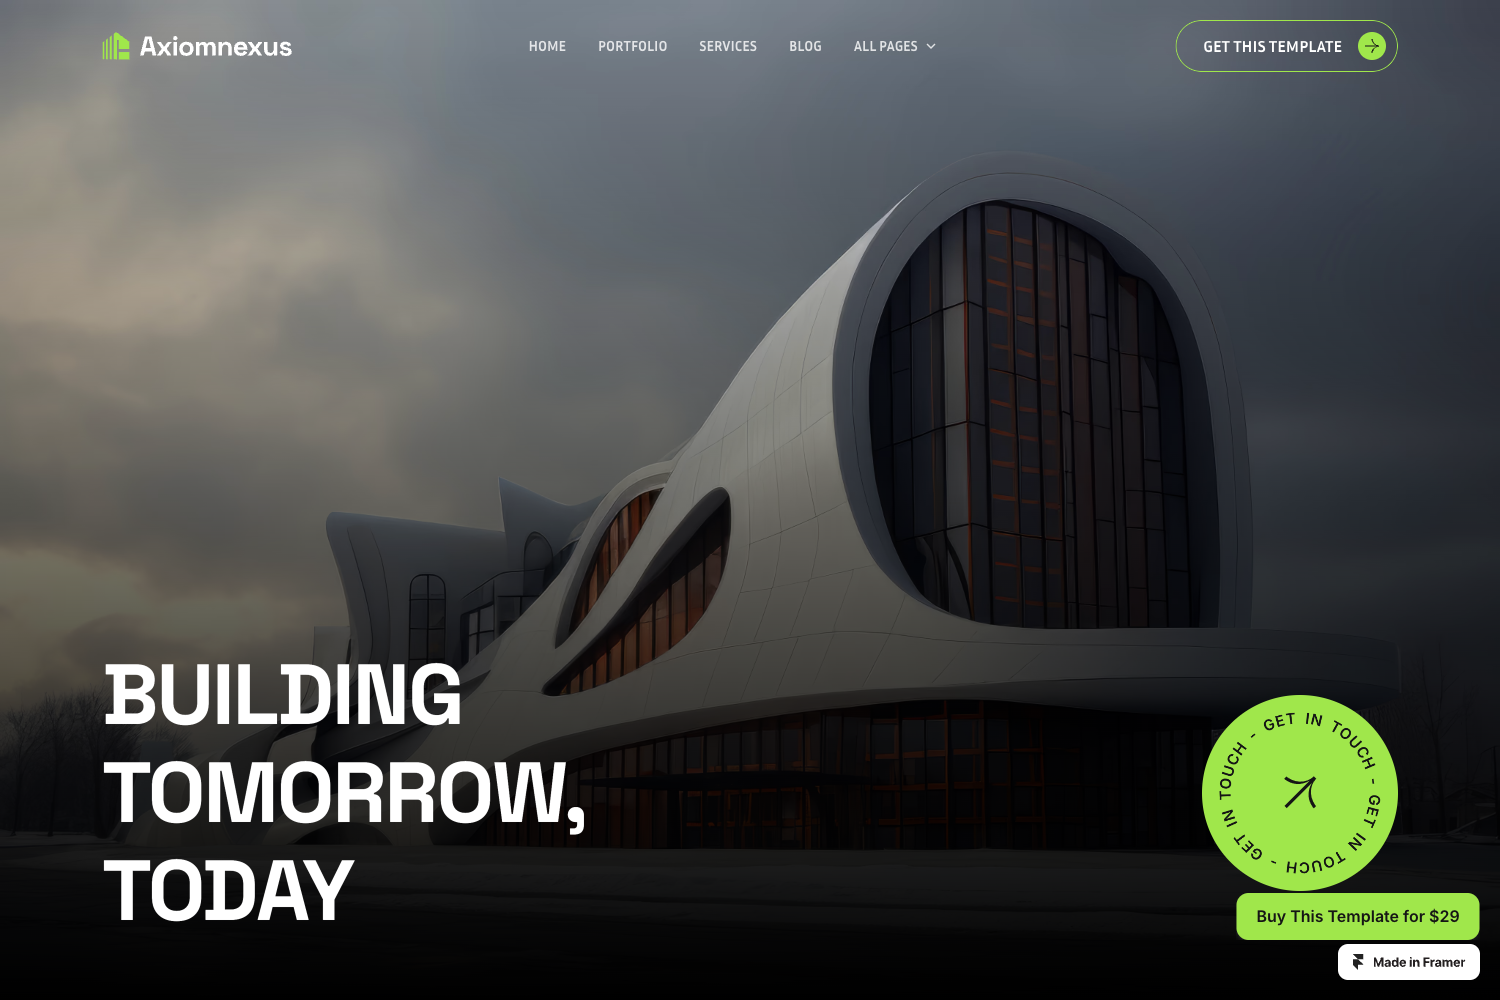 Axiomnexus
HOME
PORTFOLIO
SERVICES
BLOG
ALL PAGES
GET THIS TEMPLATE
BUILDING
TOMORROW,
TODAY
GET IN TOUCH - GET IN TOUCH - GET IN TOUCH -
Buy This Template for $29
Made in Framer